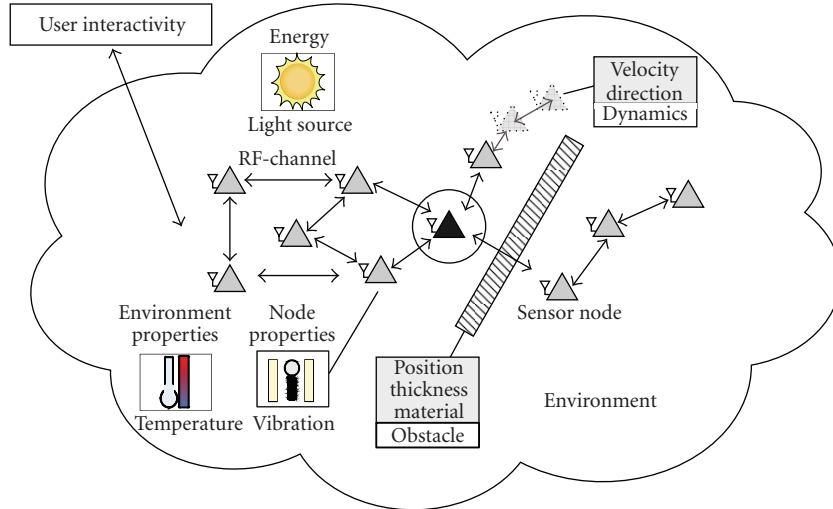 User interactivity
Energy
Light source
RF-channel
Velocity
direction
Dynamics
Environment
properties
Temperature
Node
properties
Vibration
Sensor node
Position
thickness
material
Obstacle
Environment